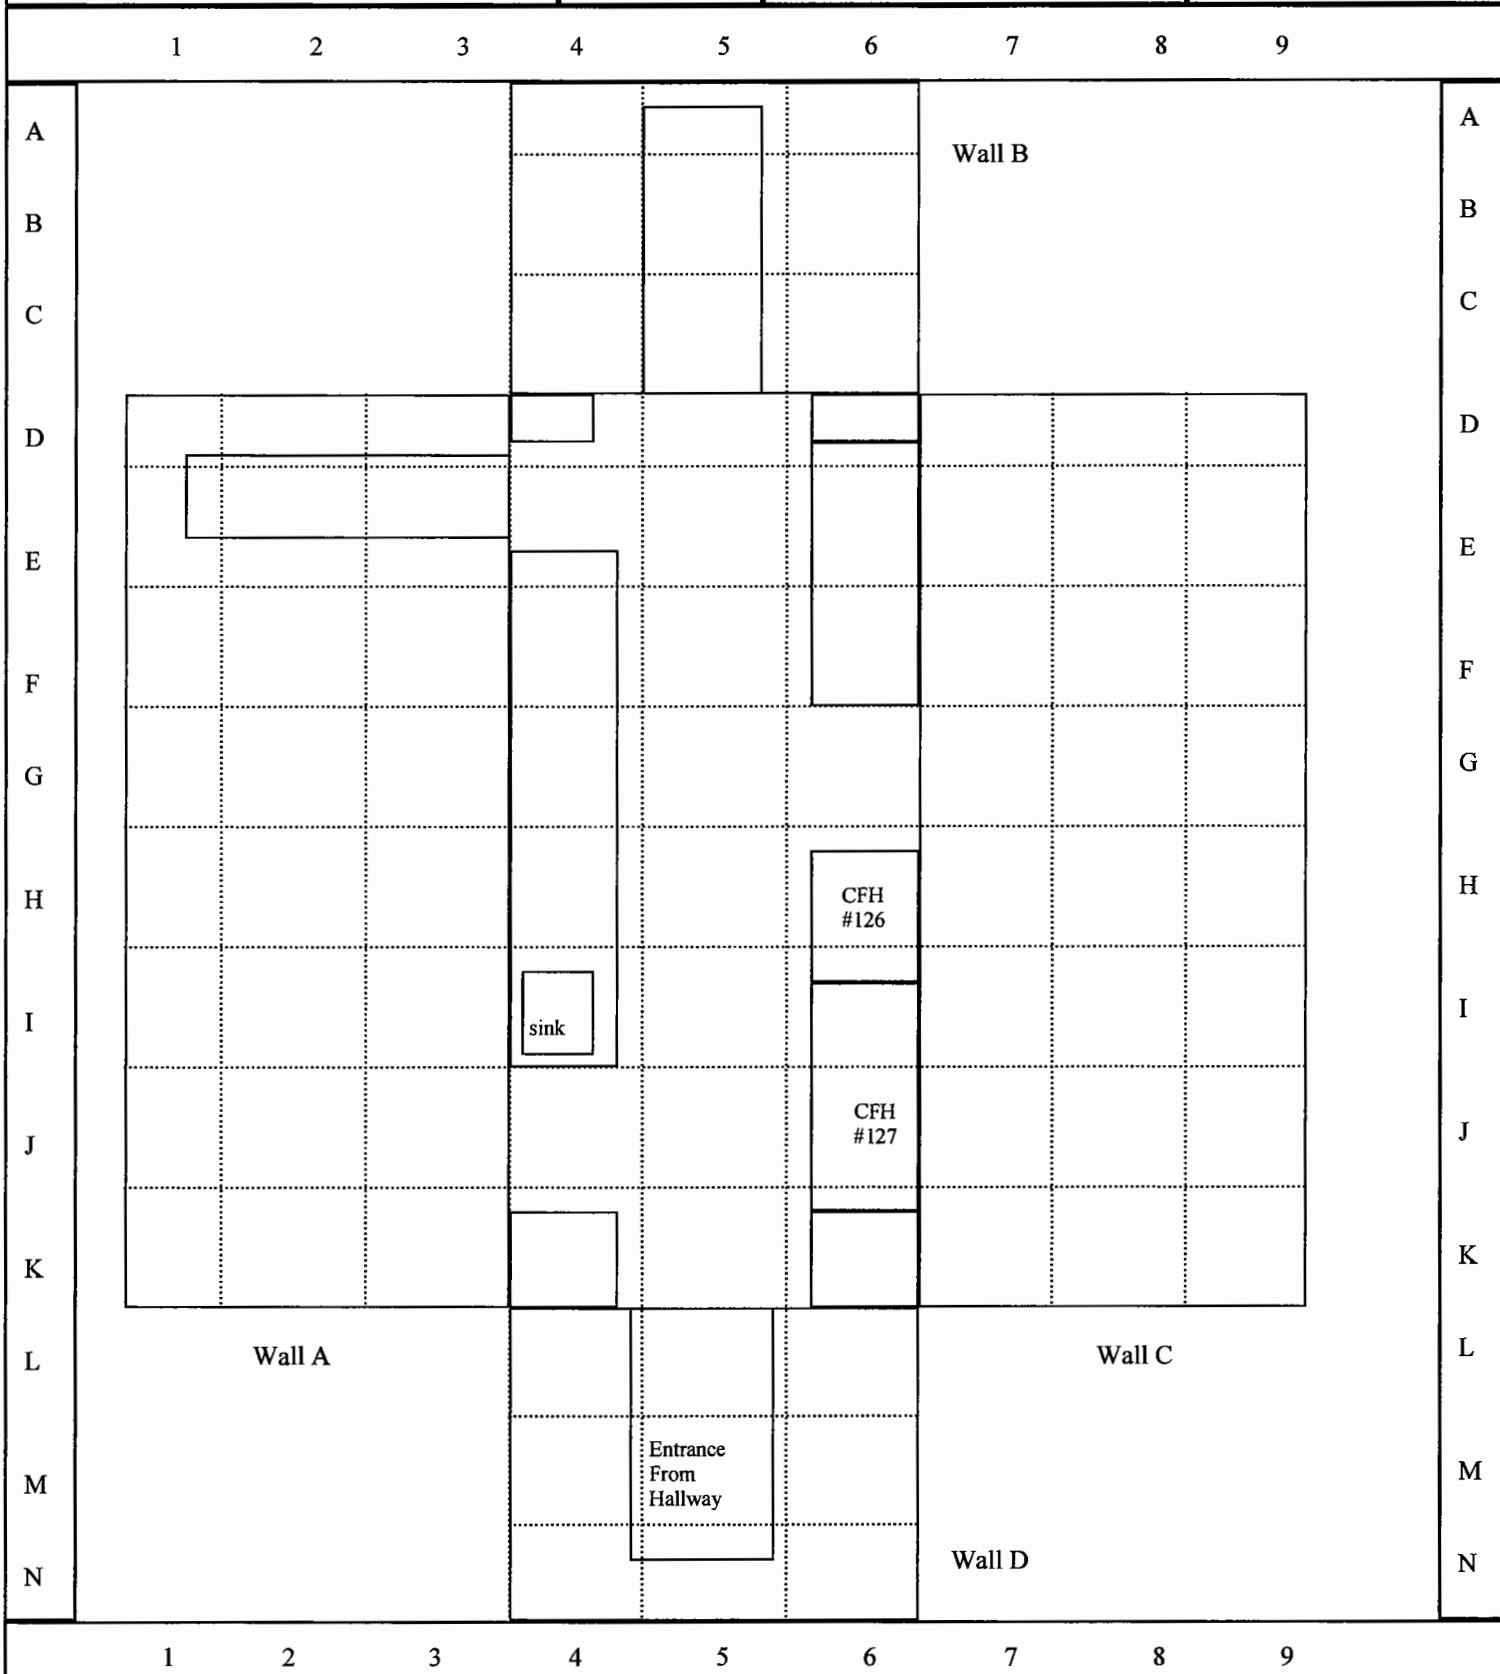 1 2 3 4 5 6 7 8 9
A A
Wall B
B B
C C
D D
E E
F F
G G
H CFH H
#126
I sink I
J CFH J
#127
K K
L Wall A Wall C L
Entrance
M From M
Hallway
N Wall D N
1 2 3 4 5 6 7 8 9